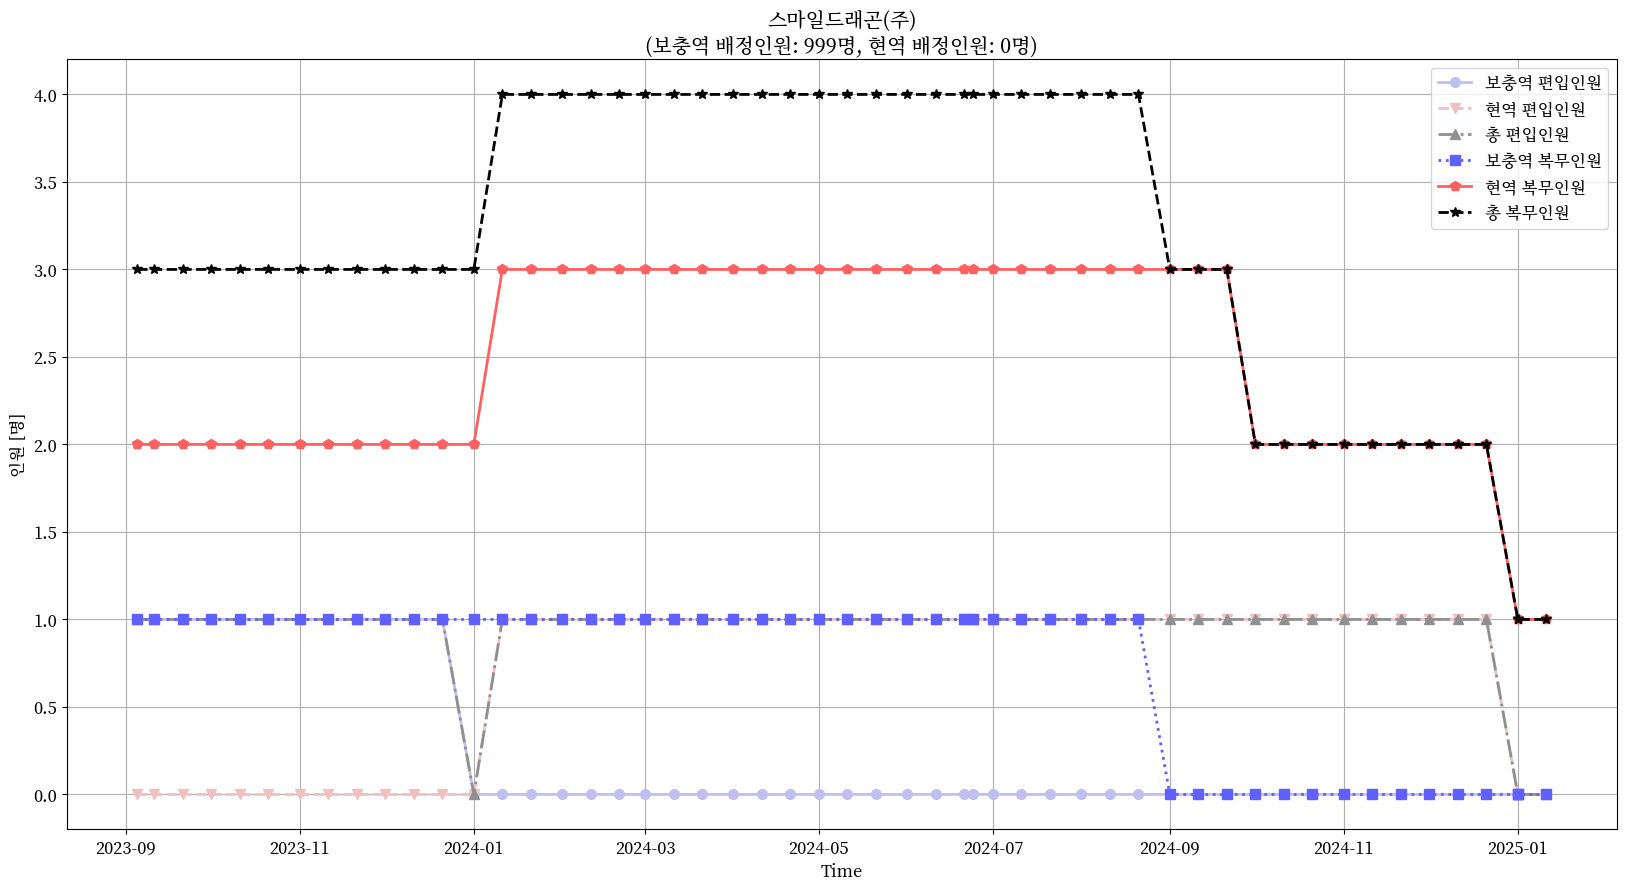 스마일드래곤(주)
(보충역 배정인원: 999명, 현역 배정인원: 0명)
보충역 편입인원
현역 편입인원
총 편입인원
보충역 복무인원
현역 복무인원
총 복무인원
인원 [명]
4.0
3.5
3.0
2.5
2.0
1.5
1.0
0.5
0.0
2023-09
2023-11
2024-01
2024-03
2024-05
2024-07
2024-09
2024-11
2025-01
Time